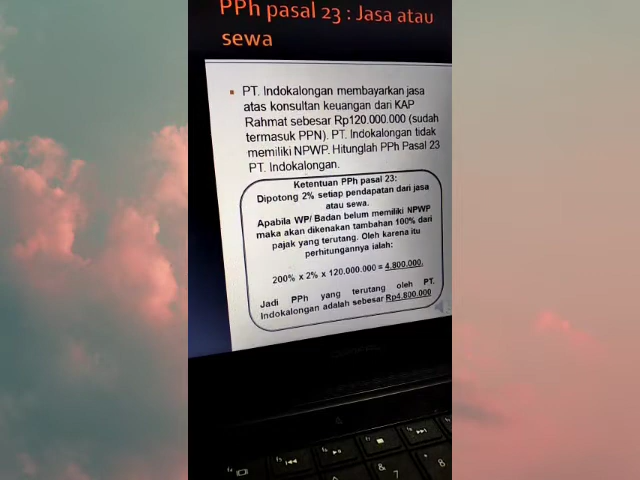 PPh pasal 23 : Jasa atau
sewa
PT. Indokalongan membayarkan jasa
atas konsultan keuangan dari KAP
Rahmat sebesar Rp120.000.000 (sudah
termasuk PPN). PT. Indokalongan tidak
memiliki NPWP. Hitunglah PPh Pasal 23
PT. Indokalongan.
Ketentuan PPh pasal 23:
Dipotong 2% setiap pendapatan dari jasa
atau sewa.
Apabila WP/ Badan belum memiliki NPWP
maka akan dikenakan tambahan 100% dari
pajak yang terutang. Oleh karena itu
perhitungannya ialah:
200% x 2% x 120.000.000 = 4.800.000.
Jadi PPh yang terutang oleh PT.
Indokalongan adalah sebesar Rp4.800.000